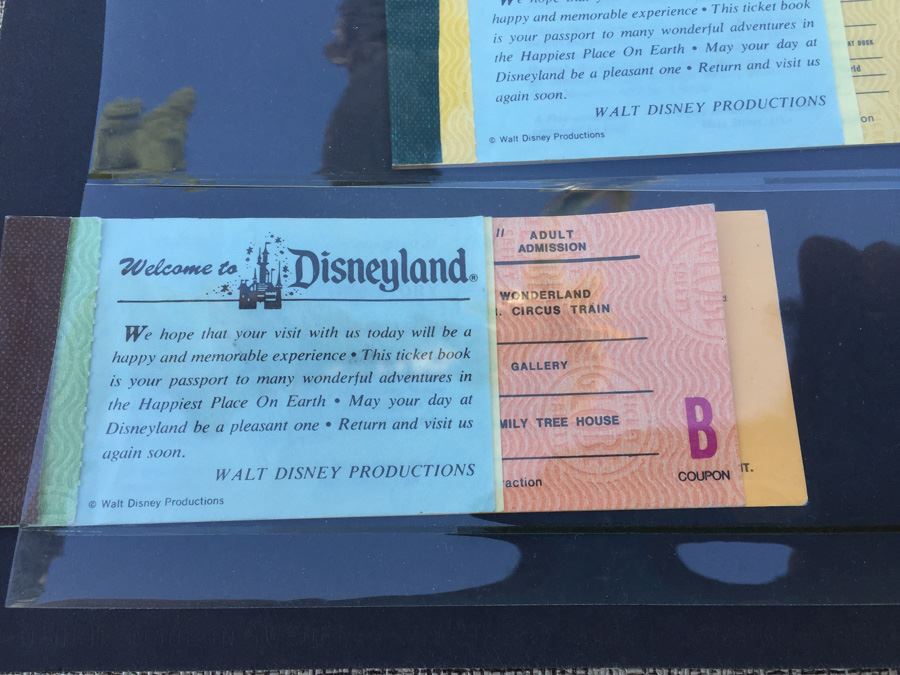 happy and memorable experience • This ticket book
is your passport to many wonderful adventures in
the Happiest Place On Earth • May your day at
Disneyland be a pleasant one • Return and visit us
again soon.
WALT DISNEY PRODUCTIONS
© Walt Disney Productions
Welcome to Disneyland®
We hope that your visit with us today will be a
happy and memorable experience • This ticket book
is your passport to many wonderful adventures in
the Happiest Place On Earth • May your day at
Disneyland be a pleasant one • Return and visit us
again soon.
WALT DISNEY PRODUCTIONS
© Walt Disney Productions
ADULT
ADMISSION
WONDERLAND
CIRCUS TRAIN
GALLERY
MILY TREE HOUSE
action
B
COUPON
IT.